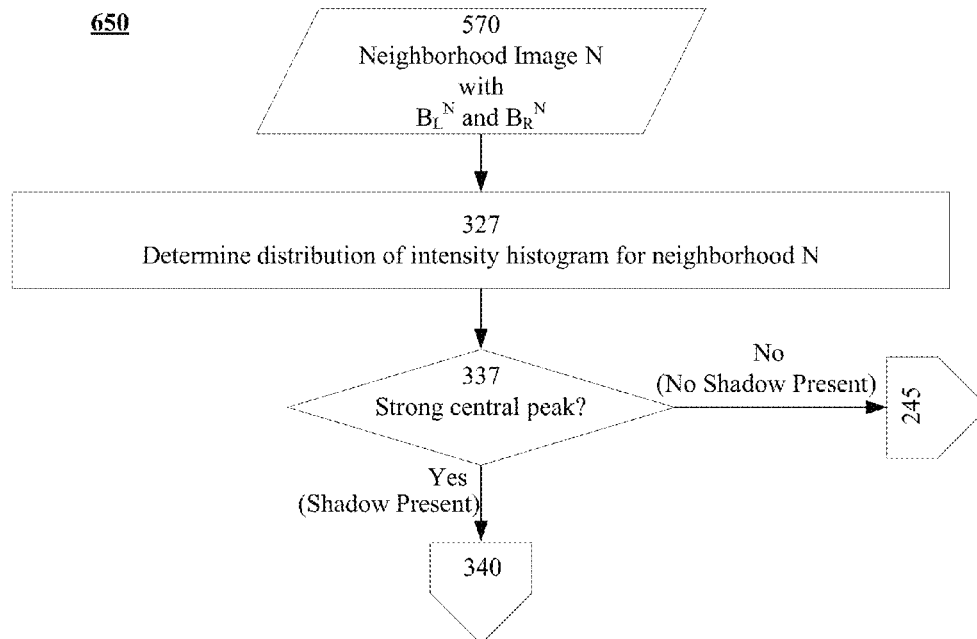 650
570
Neighborhood Image N
with
B_L^N and B_R^N
327
Determine distribution of intensity histogram for neighborhood N
337
Strong central peak?
No
(No Shadow Present)
245
Yes
(Shadow Present)
340